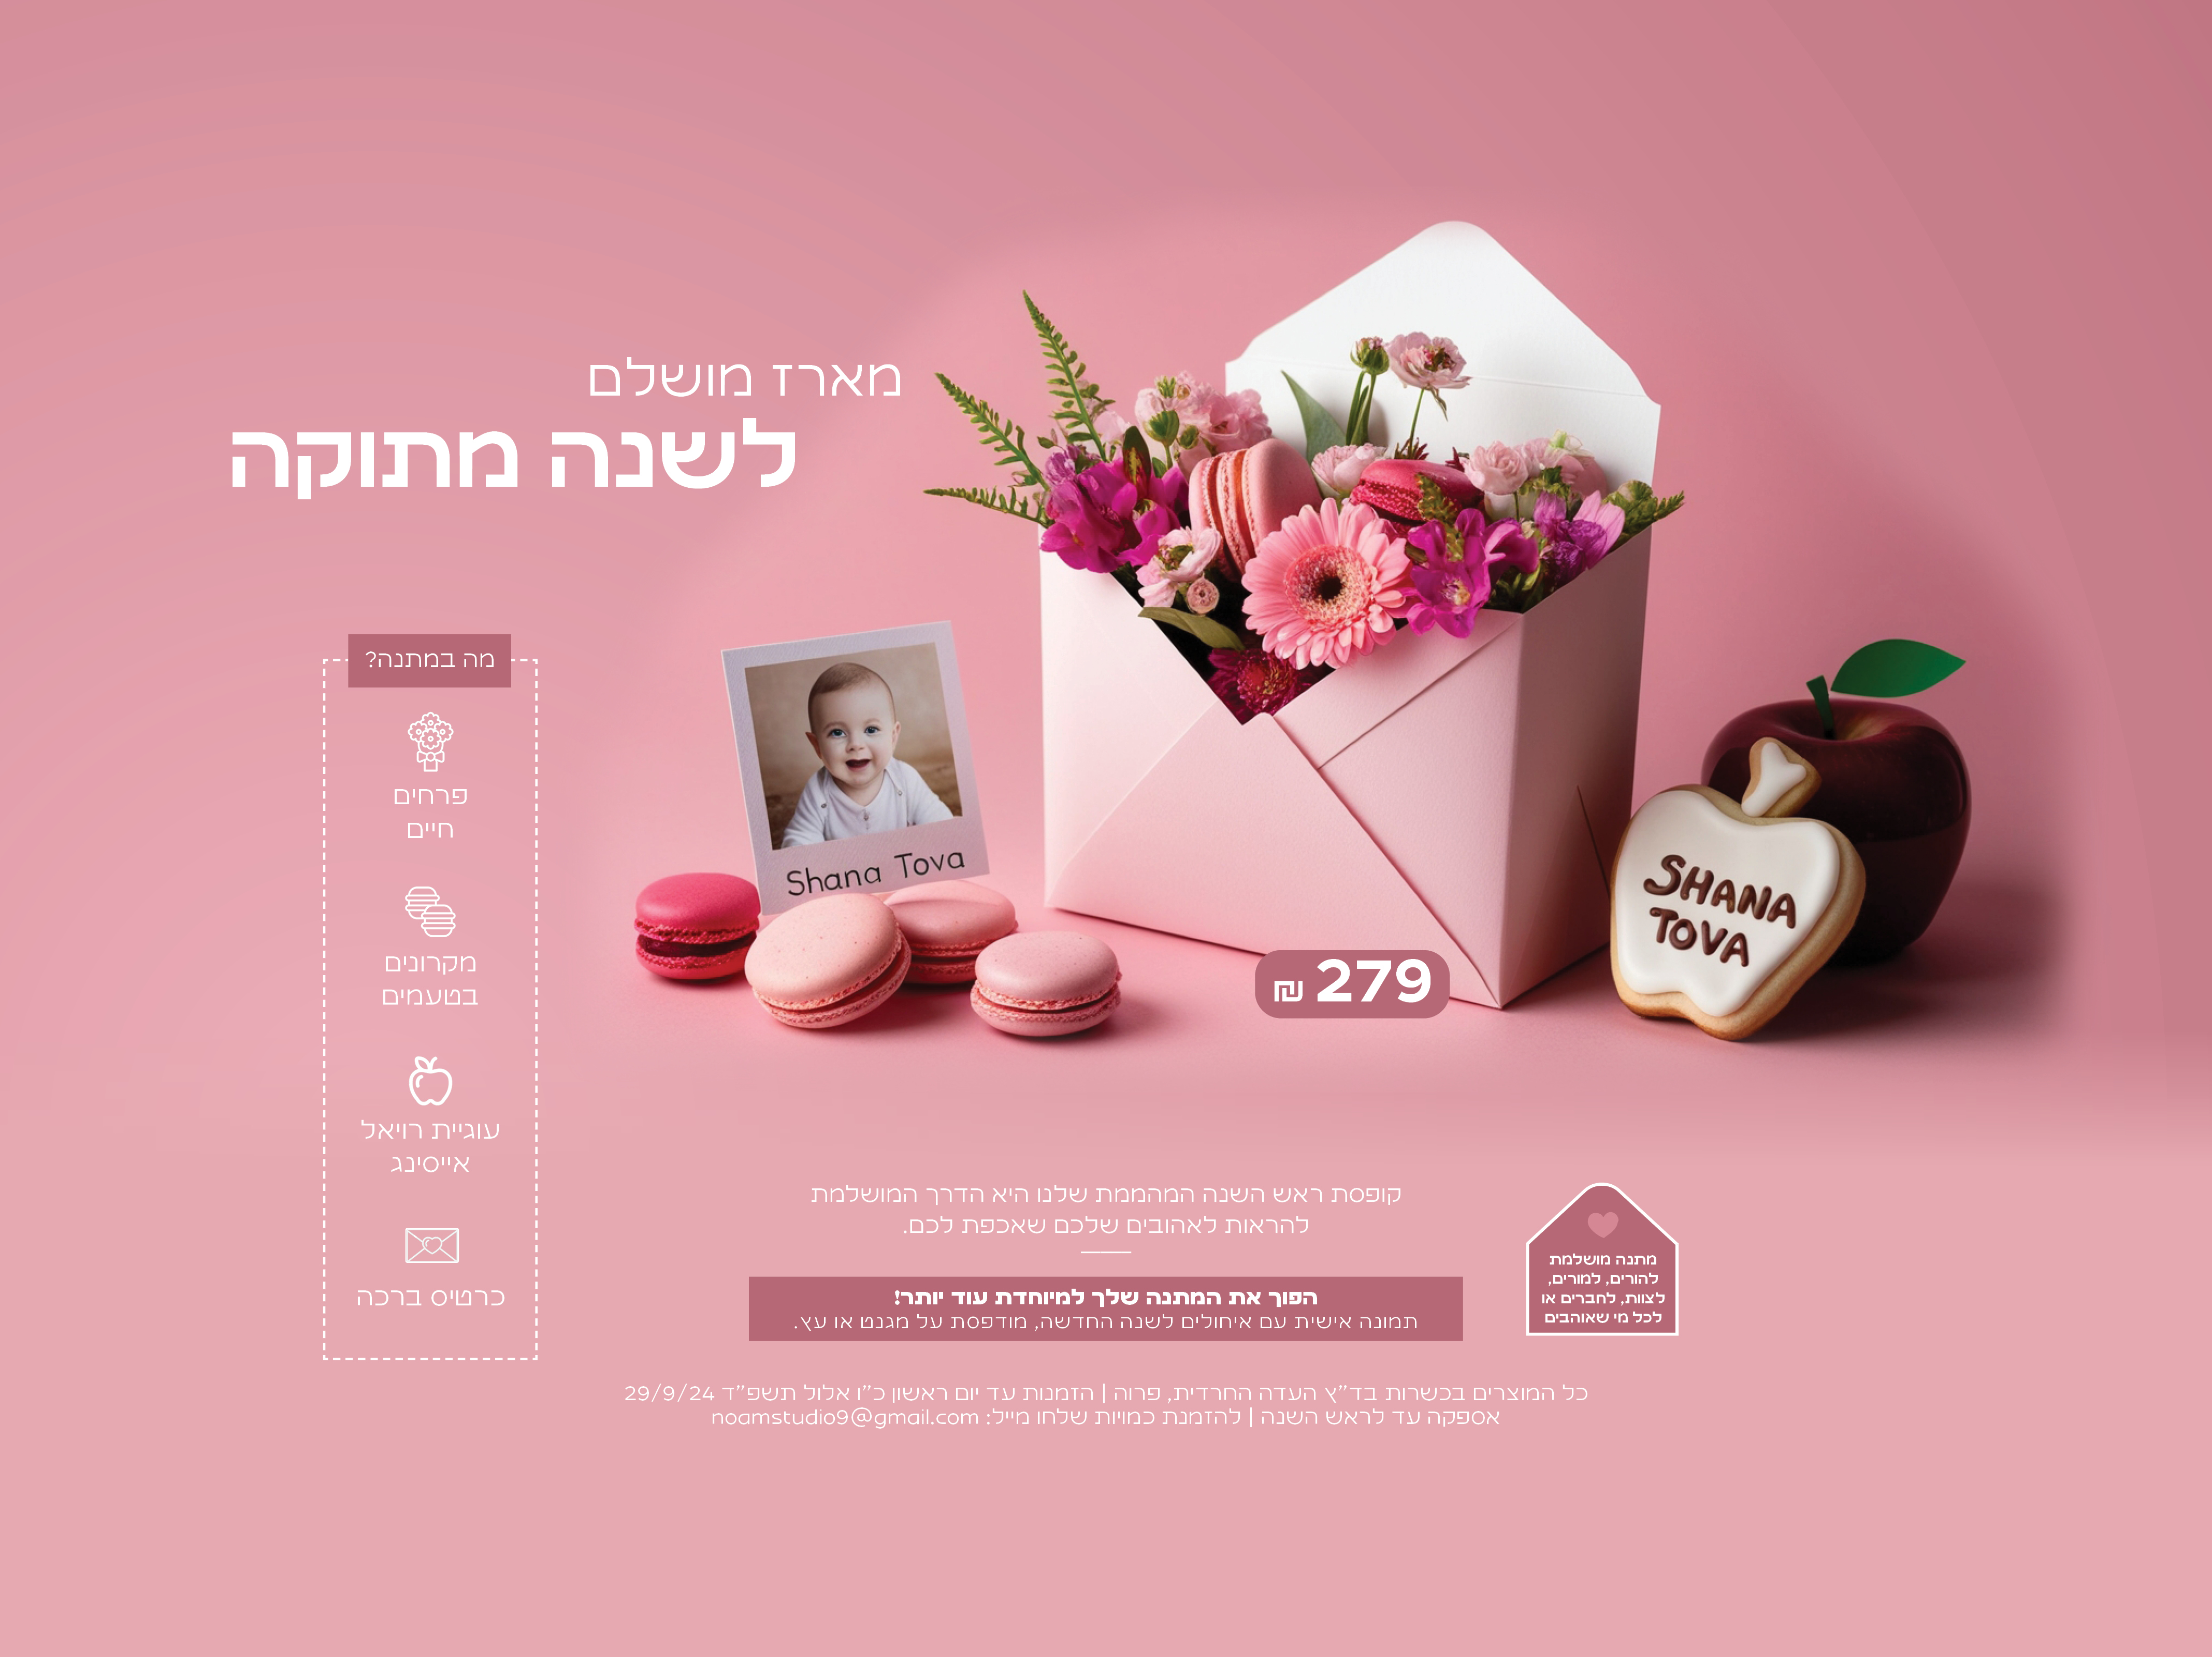 מארז מושלם
לשנה מתוקה
מה במתנה?
פרחים
חיים
מקרונים
בטעמים
עוגיית רויאל
אייסינג
כרטיס ברכה
Shana Tova
SHANA
TOVA
279 ₪
קופסת ראש השנה המהממת שלנו היא הדרך המושלמת
להראות לאהובים שלכם שאכפת לכם.
הפוך את המתנה שלך למיוחדת עוד יותר!
תמונה אישית עם איחולים לשנה החדשה, מודפסת על מגנט או עץ.
מתנה מושלמת
להורים, למורים,
לצוות, לחברים או
לכל מי שאוהבים
כל המוצרים בכשרות בד״ץ העדה החרדית, פרוה | הזמנות עד יום ראשון כ״ו אלול תשפ״ד 29/9/24
אספקה עד לראש השנה | להזמנת כמויות שלחו מייל: noamstudio9@gmail.com